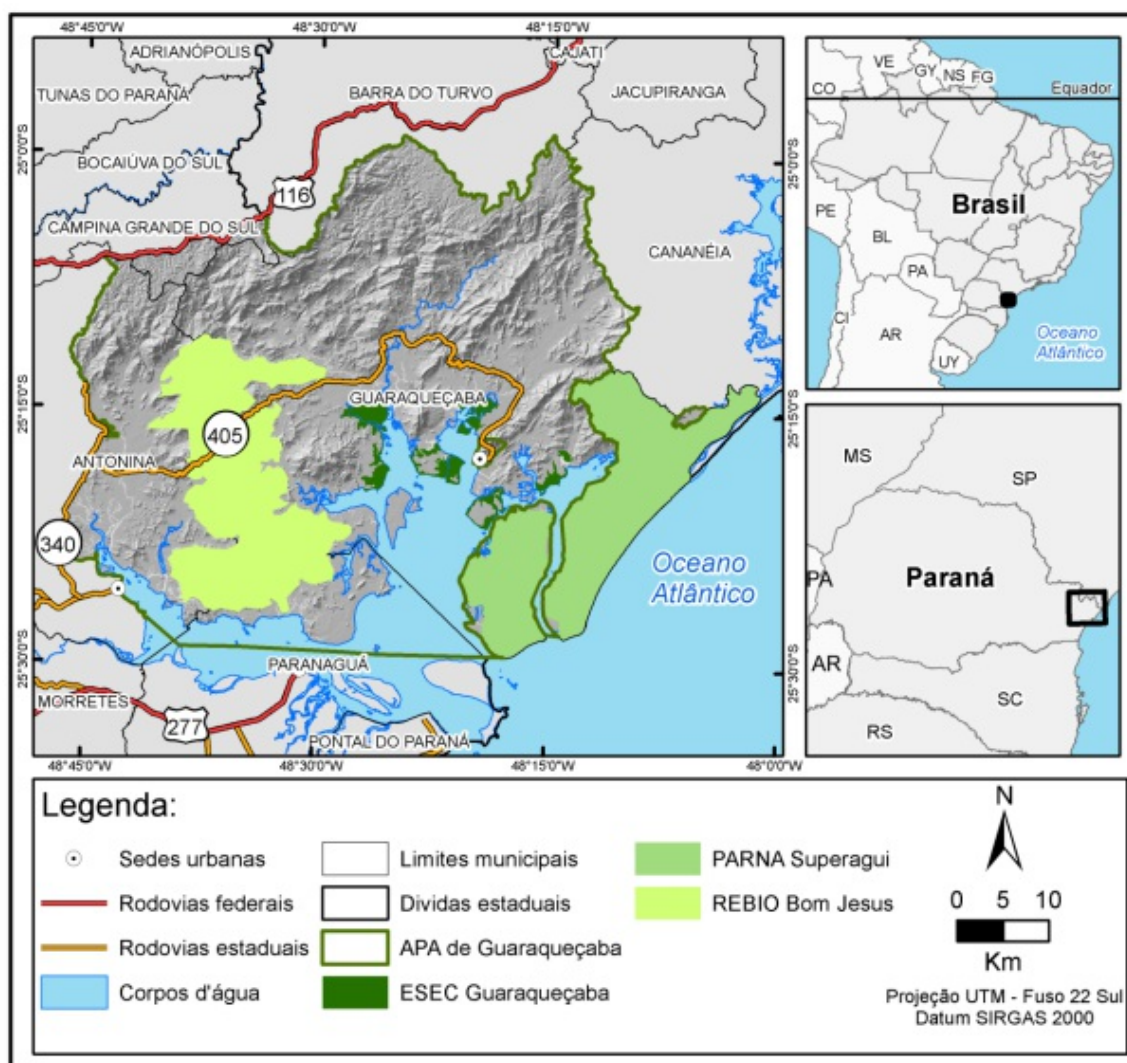 48°45'0"W
48°30'0"W
48°15'0"W
ADRIANÓPOLIS
CAJATI
TUNAS DO PARANÁ
BARRA DO TURVO
JACUPIRANGA
25°0'0"S
25°0'0"S
BOCAIÚVA DO SUL
116
CAMPINA GRANDE DO SUL
CANANÉIA
25°15'0"S
25°15'0"S
GUARAQUEÇABA
405
ANTONINA
340
Oceano
Atlântico
25°30'0"S
25°30'0"S
PARANAGUÁ
MORRETES
277
PONTAL DO PARANÁ
48°45'0"W
48°30'0"W
48°15'0"W
48°0'0"W
VE
GY
NS
FG
CO
Equador
Brasil
PE
BL
PA
CI
AR
UY
Oceano
Atlântico
MS
SP
PA
Paraná
AR
SC
RS
Legenda:
Sedes urbanas
Rodovias federais
Rodovias estaduais
Corpos d'água
Limites municipais
Dividas estaduais
APA de Guaraqueçaba
ESEC Guaraqueçaba
PARNA Superagui
REBIO Bom Jesus
N
0 5 10
Km
Projeção UTM - Fuso 22 Sul
Datum SIRGAS 2000